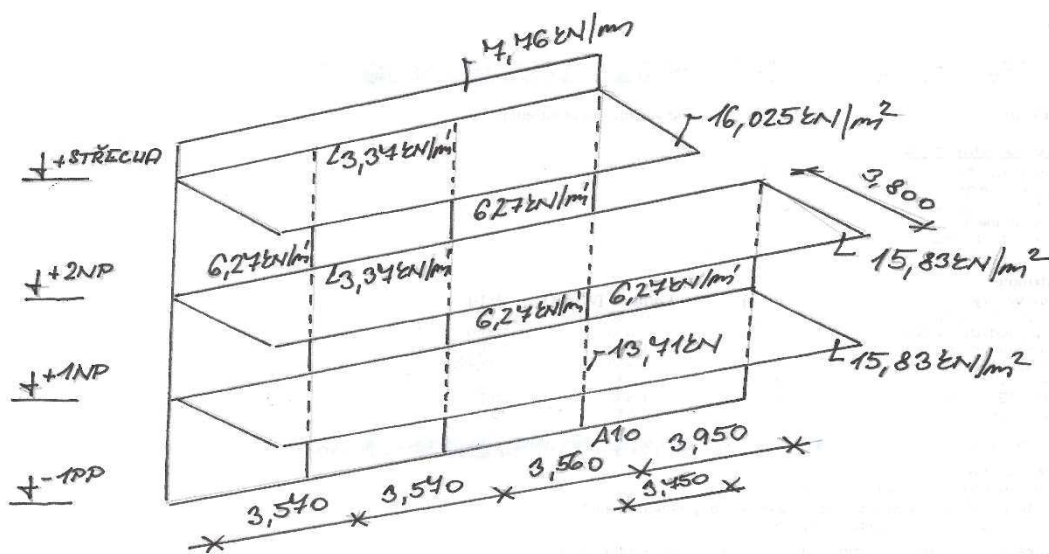 7,76 kN/m
16,025 kN/m²
+STŘECHA
3,37 kN/m'
3,800
6,27 kN/m'
6,27 kN/m'
+2NP
3,37 kN/m'
15,83 kN/m²
6,27 kN/m'
6,27 kN/m'
13,71 kN
+1NP
15,83 kN/m²
A10
3,950
-1PP
3,560
3,570
3,570
3,750